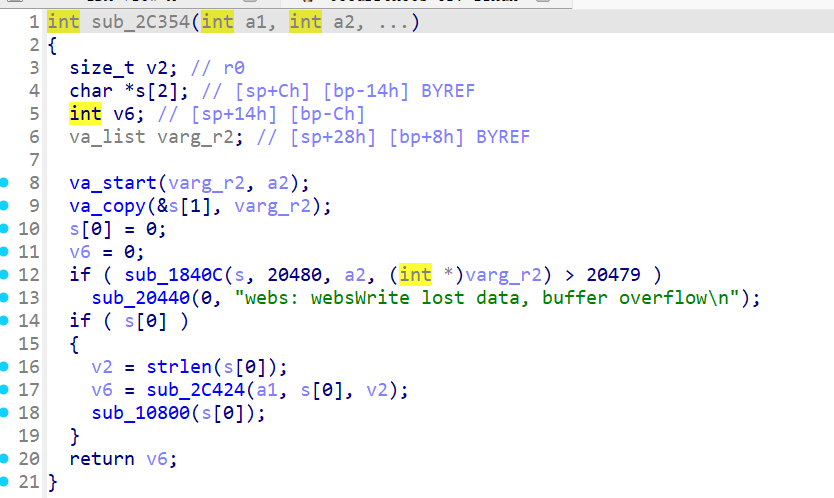 1 int sub_2C354(int a1, int a2, ...)
2 {
3   size_t v2; // r0
4   char *s[2]; // [sp+Ch] [bp-14h] BYREF
5   int v6; // [sp+14h] [bp-Ch]
6   va_list varg_r2; // [sp+28h] [bp+8h] BYREF
7
8   va_start(varg_r2, a2);
9   va_copy(&s[1], varg_r2);
10   s[0] = 0;
11   v6 = 0;
12   if ( sub_1840C(s, 20480, a2, (int *)varg_r2) > 20479 )
13     sub_20440(0, "webs: websWrite lost data, buffer overflow\n");
14   if ( s[0] )
15   {
16     v2 = strlen(s[0]);
17     v6 = sub_2C424(a1, s[0], v2);
18     sub_10800(s[0]);
19   }
20   return v6;
21 }